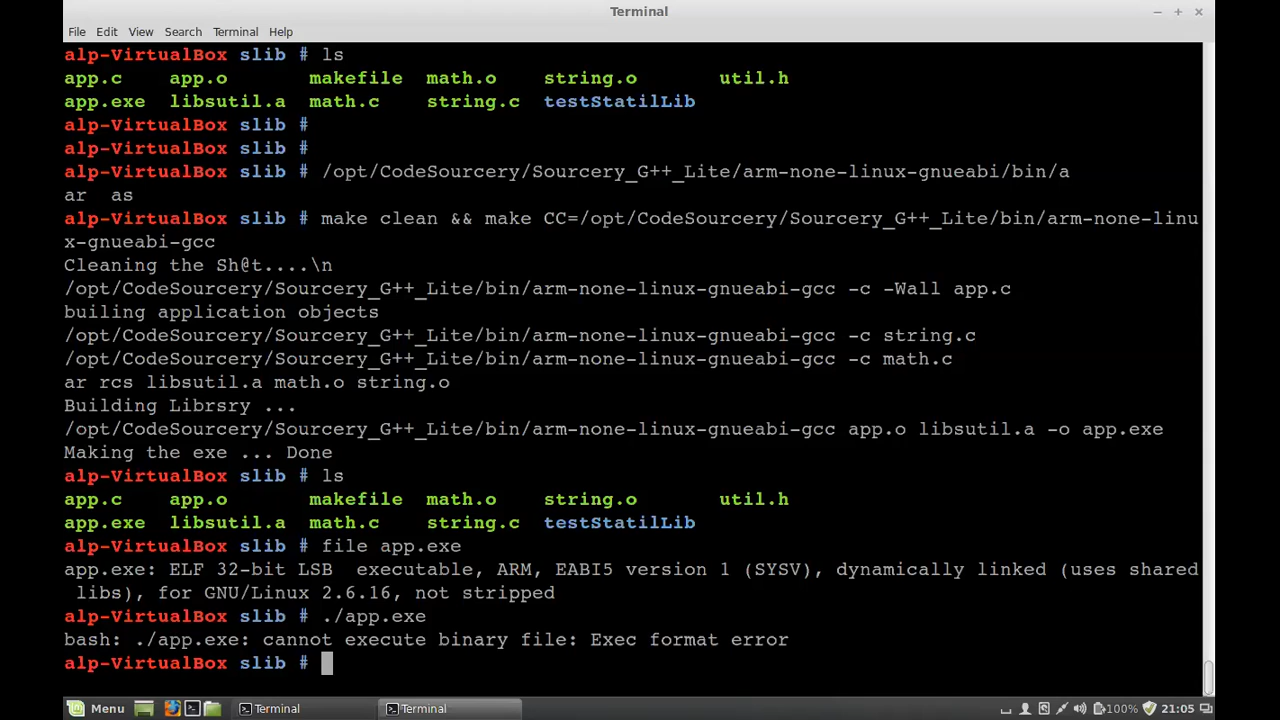 Terminal
File Edit View Search Terminal Help
alp-VirtualBox slib # ls
app.c app.o makefile math.o string.o util.h
app.exe libsutil.a math.c string.c testStatilLib
alp-VirtualBox slib #
alp-VirtualBox slib #
alp-VirtualBox slib # /opt/CodeSourcery/Sourcery_G++_Lite/arm-none-linux-gnueabi/bin/a
ar as
alp-VirtualBox slib # make clean && make CC=/opt/CodeSourcery/Sourcery_G++_Lite/bin/arm-none-linu
x-gnueabi-gcc
Cleaning the Sh@t....\n
/opt/CodeSourcery/Sourcery_G++_Lite/bin/arm-none-linux-gnueabi-gcc -c -Wall app.c
builing application objects
/opt/CodeSourcery/Sourcery_G++_Lite/bin/arm-none-linux-gnueabi-gcc -c string.c
/opt/CodeSourcery/Sourcery_G++_Lite/bin/arm-none-linux-gnueabi-gcc -c math.c
ar rcs libsutil.a math.o string.o
Building Librsry ...
/opt/CodeSourcery/Sourcery_G++_Lite/bin/arm-none-linux-gnueabi-gcc app.o libsutil.a -o app.exe
Making the exe ... Done
alp-VirtualBox slib # ls
app.c app.o makefile math.o string.o util.h
app.exe libsutil.a math.c string.c testStatilLib
alp-VirtualBox slib # file app.exe
app.exe: ELF 32-bit LSB executable, ARM, EABI5 version 1 (SYSV), dynamically linked (uses shared
libs), for GNU/Linux 2.6.16, not stripped
alp-VirtualBox slib # ./app.exe
bash: ./app.exe: cannot execute binary file: Exec format error
alp-VirtualBox slib #
Menu Terminal Terminal 100% 21:05